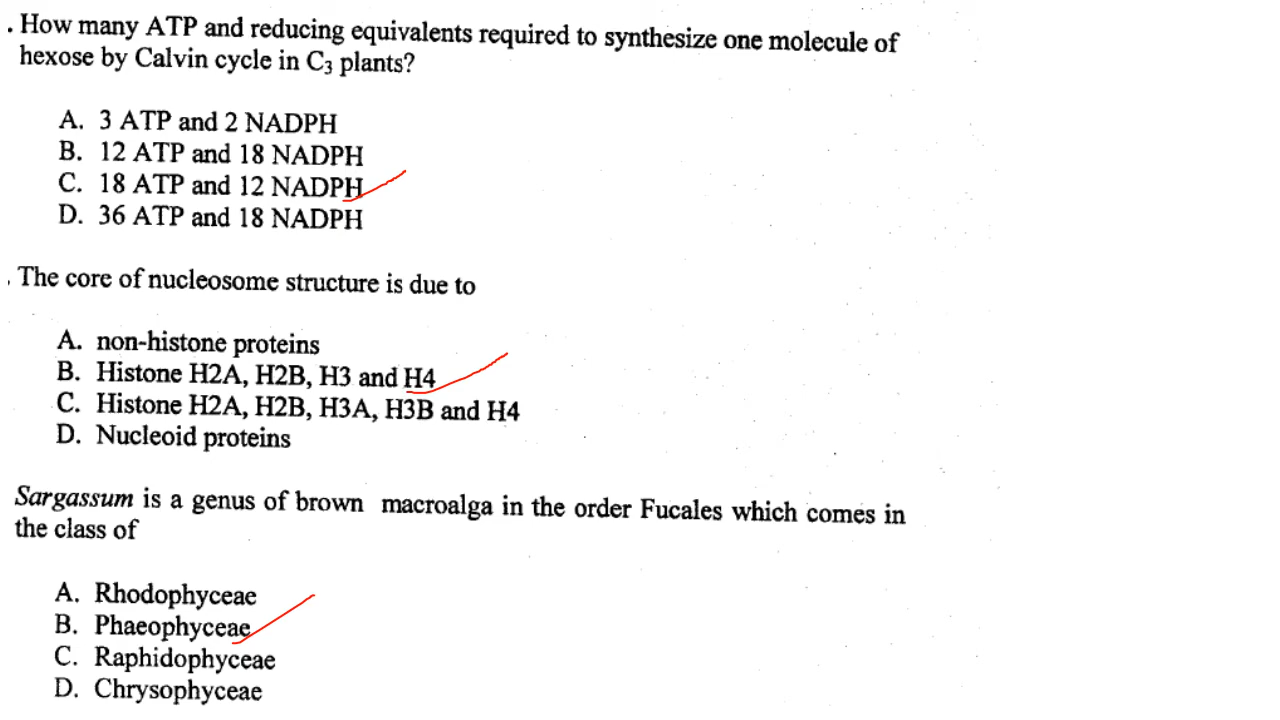 . How many ATP and reducing equivalents required to synthesize one molecule of
hexose by Calvin cycle in C₃ plants?
A. 3 ATP and 2 NADPH
B. 12 ATP and 18 NADPH
C. 18 ATP and 12 NADPH
D. 36 ATP and 18 NADPH
. The core of nucleosome structure is due to
A. non-histone proteins
B. Histone H2A, H2B, H3 and H4
C. Histone H2A, H2B, H3A, H3B and H4
D. Nucleoid proteins
Sargassum is a genus of brown macroalga in the order Fucales which comes in
the class of
A. Rhodophyceae
B. Phaeophyceae
C. Raphidophyceae
D. Chrysophyceae